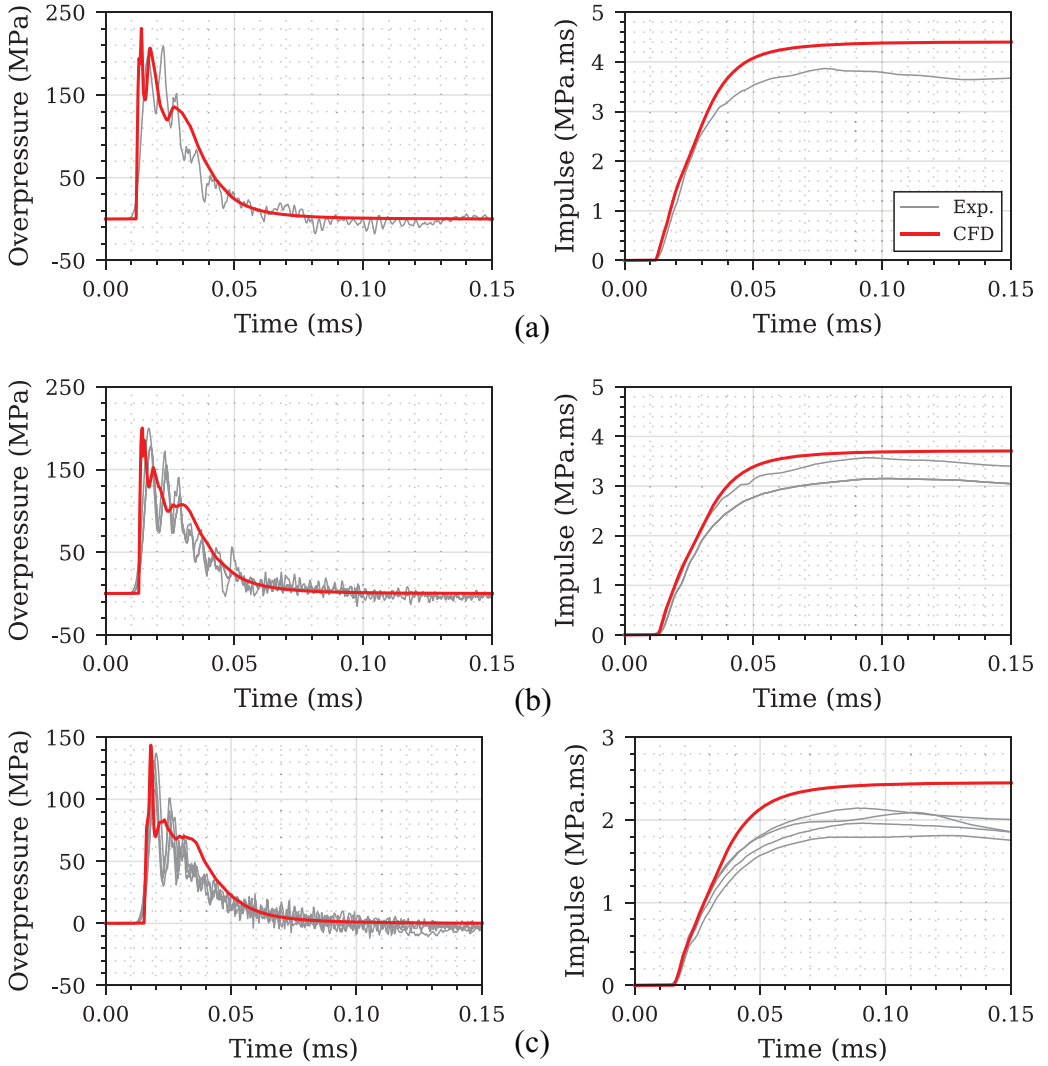 250
150
50
-50
Overpressure (MPa)
0.00 0.05 0.10 0.15
Time (ms)
5
4
3
2
1
0
Impulse (MPa.ms)
Exp.
CFD
0.00 0.05 0.10 0.15
Time (ms)
(a)
250
150
50
-50
Overpressure (MPa)
0.00 0.05 0.10 0.15
Time (ms)
5
4
3
2
1
0
Impulse (MPa.ms)
0.00 0.05 0.10 0.15
Time (ms)
(b)
150
100
50
0
-50
Overpressure (MPa)
0.00 0.05 0.10 0.15
Time (ms)
3
2
1
0
Impulse (MPa.ms)
0.00 0.05 0.10 0.15
Time (ms)
(c)